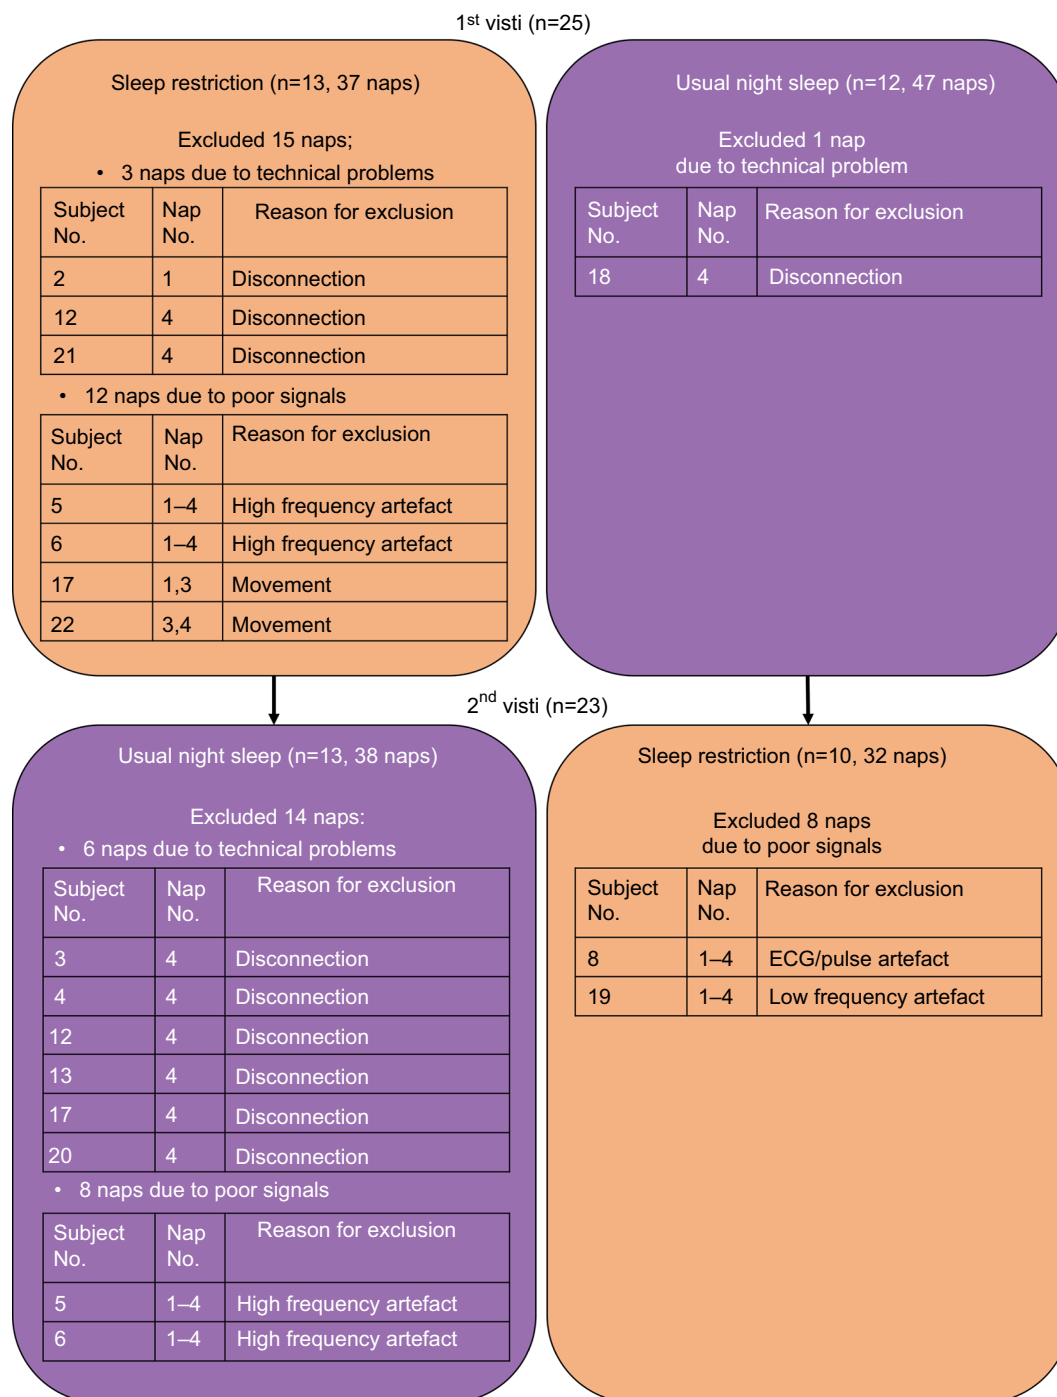 1st visti (n=25)
Sleep restriction (n=13, 37 naps)
Excluded 15 naps;
• 3 naps due to technical problems
Subject No. Nap No. Reason for exclusion
2 1 Disconnection
12 4 Disconnection
21 4 Disconnection
• 12 naps due to poor signals
Subject No. Nap No. Reason for exclusion
5 1–4 High frequency artefact
6 1–4 High frequency artefact
17 1,3 Movement
22 3,4 Movement
Usual night sleep (n=12, 47 naps)
Excluded 1 nap
due to technical problem
Subject No. Nap No. Reason for exclusion
18 4 Disconnection
2nd visti (n=23)
Usual night sleep (n=13, 38 naps)
Excluded 14 naps:
• 6 naps due to technical problems
Subject No. Nap No. Reason for exclusion
3 4 Disconnection
4 4 Disconnection
12 4 Disconnection
13 4 Disconnection
17 4 Disconnection
20 4 Disconnection
• 8 naps due to poor signals
Subject No. Nap No. Reason for exclusion
5 1–4 High frequency artefact
6 1–4 High frequency artefact
Sleep restriction (n=10, 32 naps)
Excluded 8 naps
due to poor signals
Subject No. Nap No. Reason for exclusion
8 1–4 ECG/pulse artefact
19 1–4 Low frequency artefact